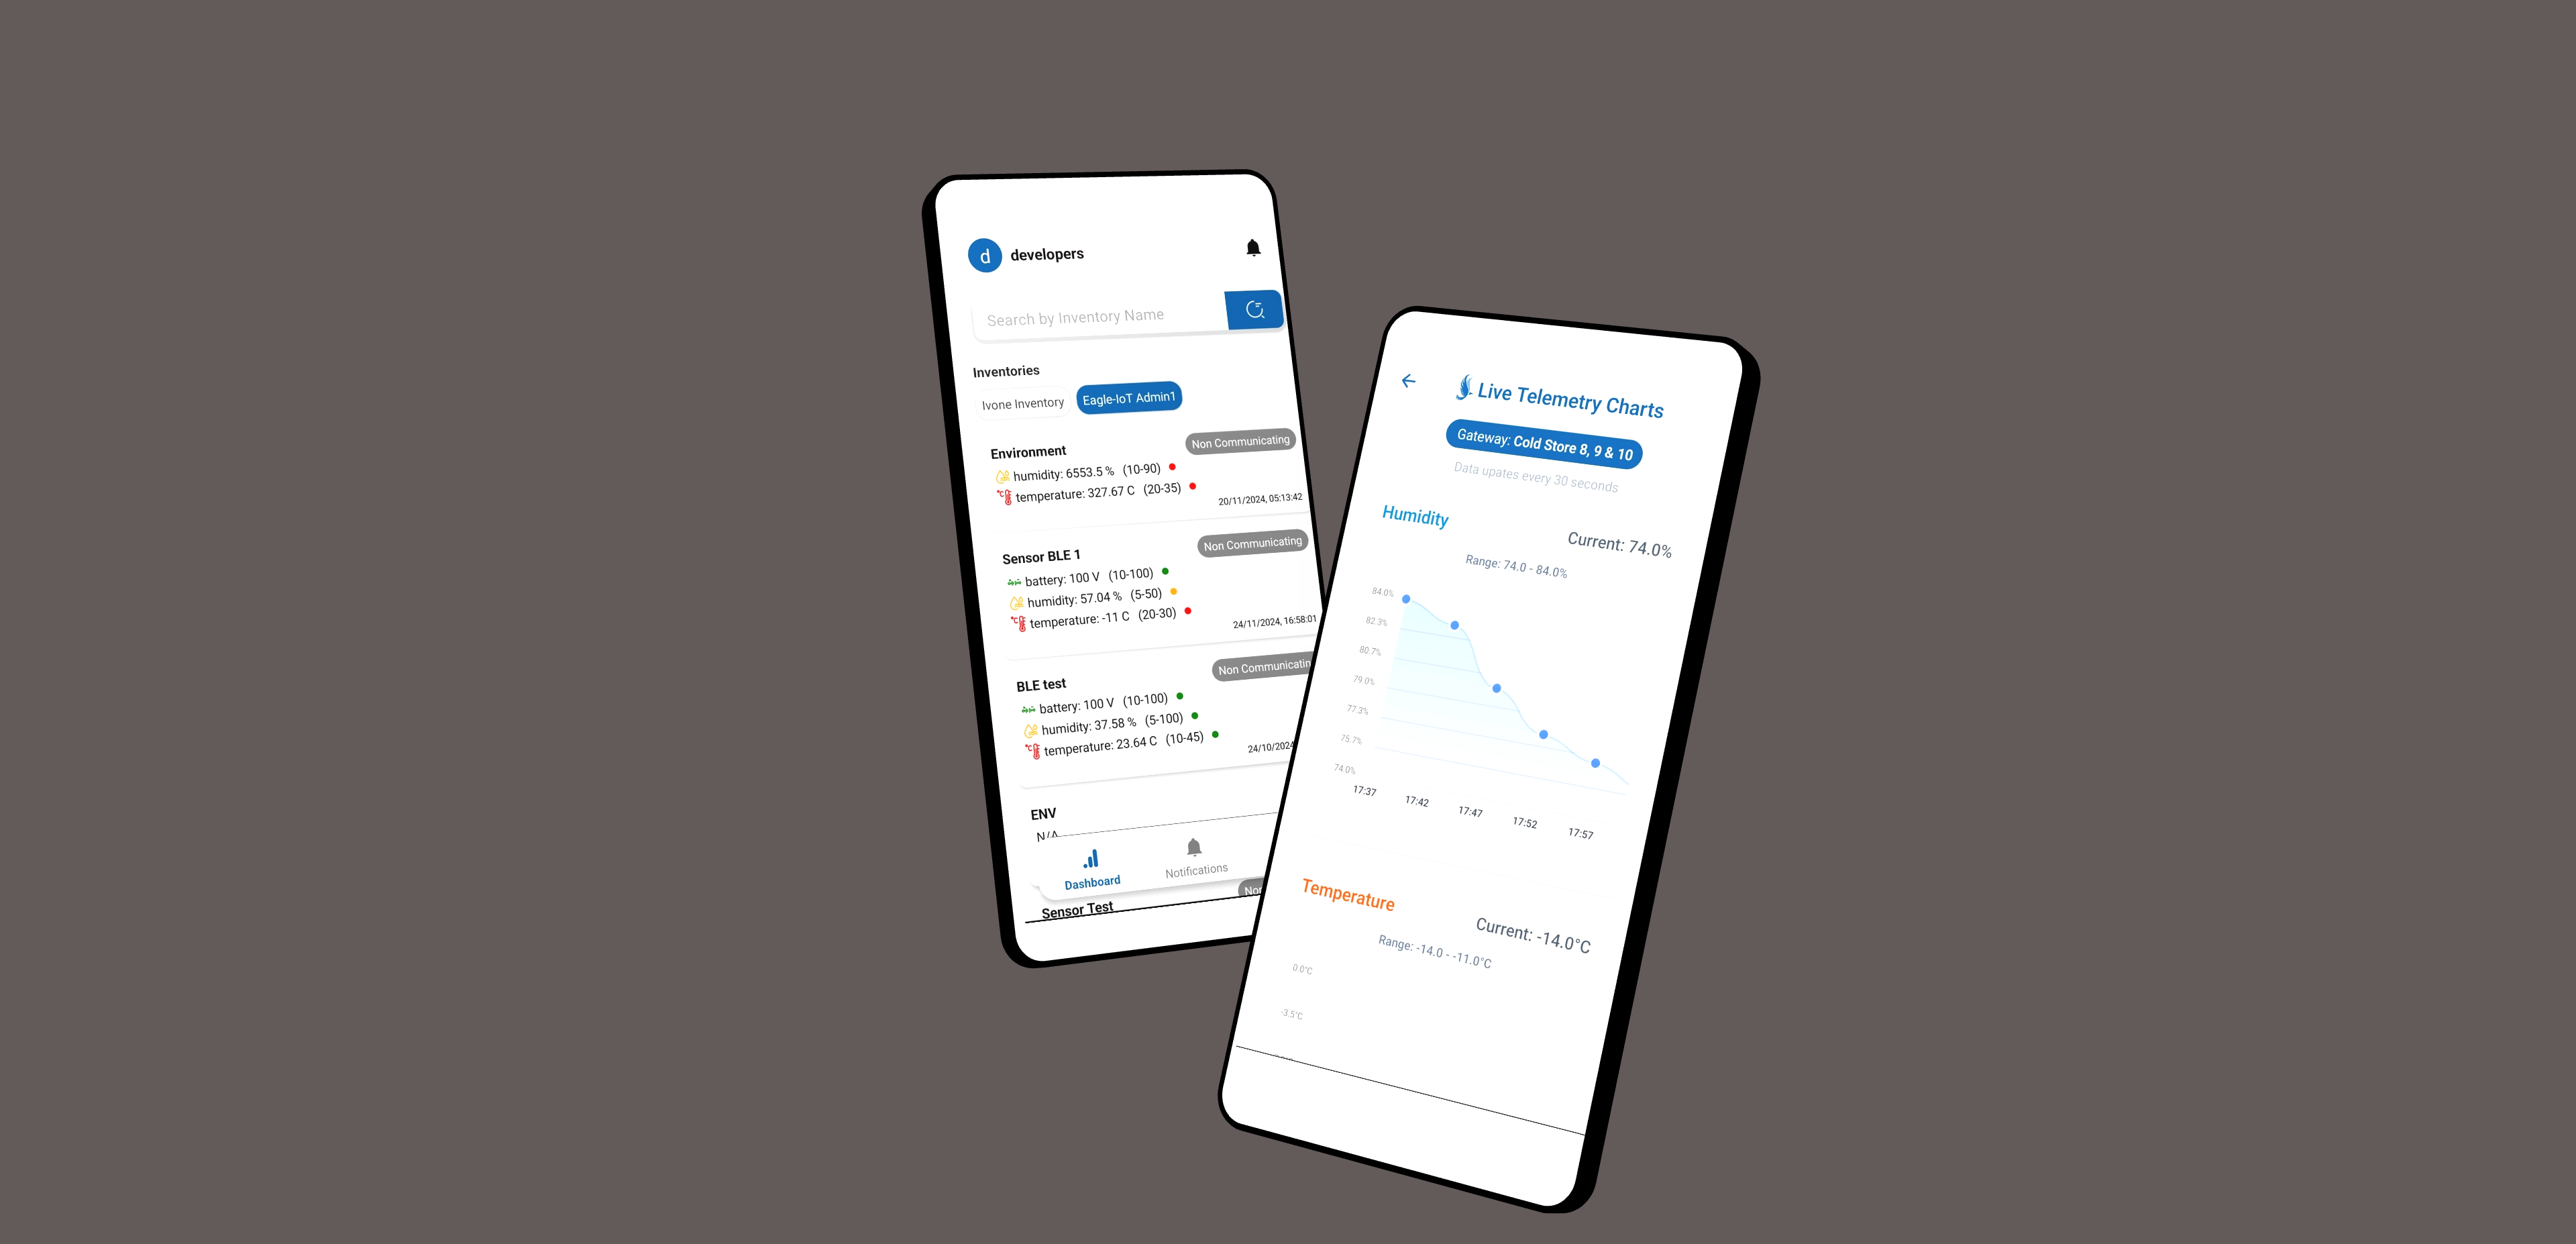 d developers
Search by Inventory Name
Inventories
Ivone Inventory Eagle-IoT Admin1
Environment Non Communicating
humidity: 6553.5 % (10-90)
temperature: 327.67 C (20-35)
20/11/2024, 05:13:42
Sensor BLE 1 Non Communicating
battery: 100 V (10-100)
humidity: 57.04 % (5-50)
temperature: -11 C (20-30)
24/11/2024, 16:58:01
BLE test Non Communicatin
battery: 100 V (10-100)
humidity: 37.58 % (5-100)
temperature: 23.64 C (10-45)
24/10/2024
ENV
N/A
Dashboard Notifications
Non
Sensor Test
Live Telemetry Charts
Gateway: Cold Store 8, 9 & 10
Data upates every 30 seconds
Humidity
Current: 74.0%
Range: 74.0 - 84.0%
84.0%
82.3%
80.7%
79.0%
77.3%
75.7%
74.0%
17:37 17:42 17:47 17:52 17:57
Temperature
Current: -14.0°C
Range: -14.0 - -11.0°C
0.0°C
-3.5°C